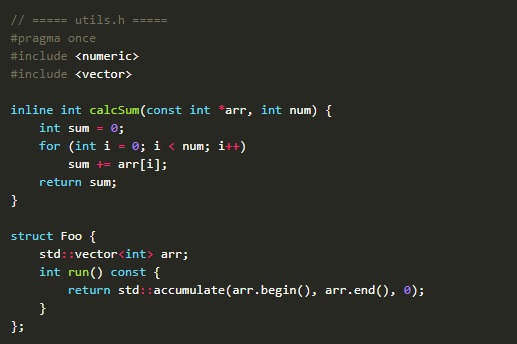 // ===== utils.h =====
#pragma once
#include <numeric>
#include <vector>

inline int calcSum(const int *arr, int num) {
    int sum = 0;
    for (int i = 0; i < num; i++)
        sum += arr[i];
    return sum;
}

struct Foo {
    std::vector<int> arr;
    int run() const {
        return std::accumulate(arr.begin(), arr.end(), 0);
    }
};